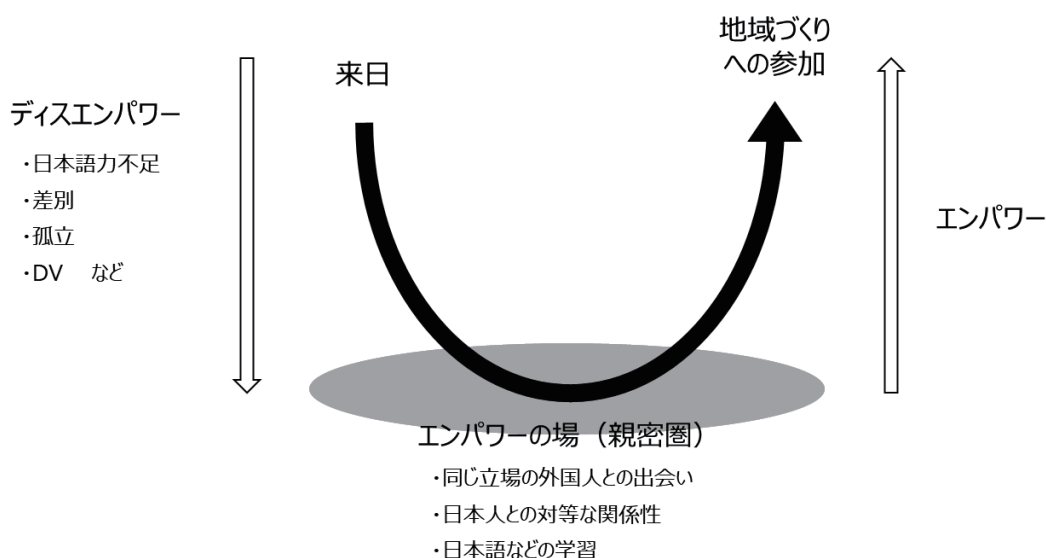 来日
地域づくり
への参加
ディスエンパワー
・日本語力不足
・差別
・孤立
・DV　など
エンパワー
エンパワーの場（親密圏）
・同じ立場の外国人との出会い
・日本人との対等な関係性
・日本語などの学習